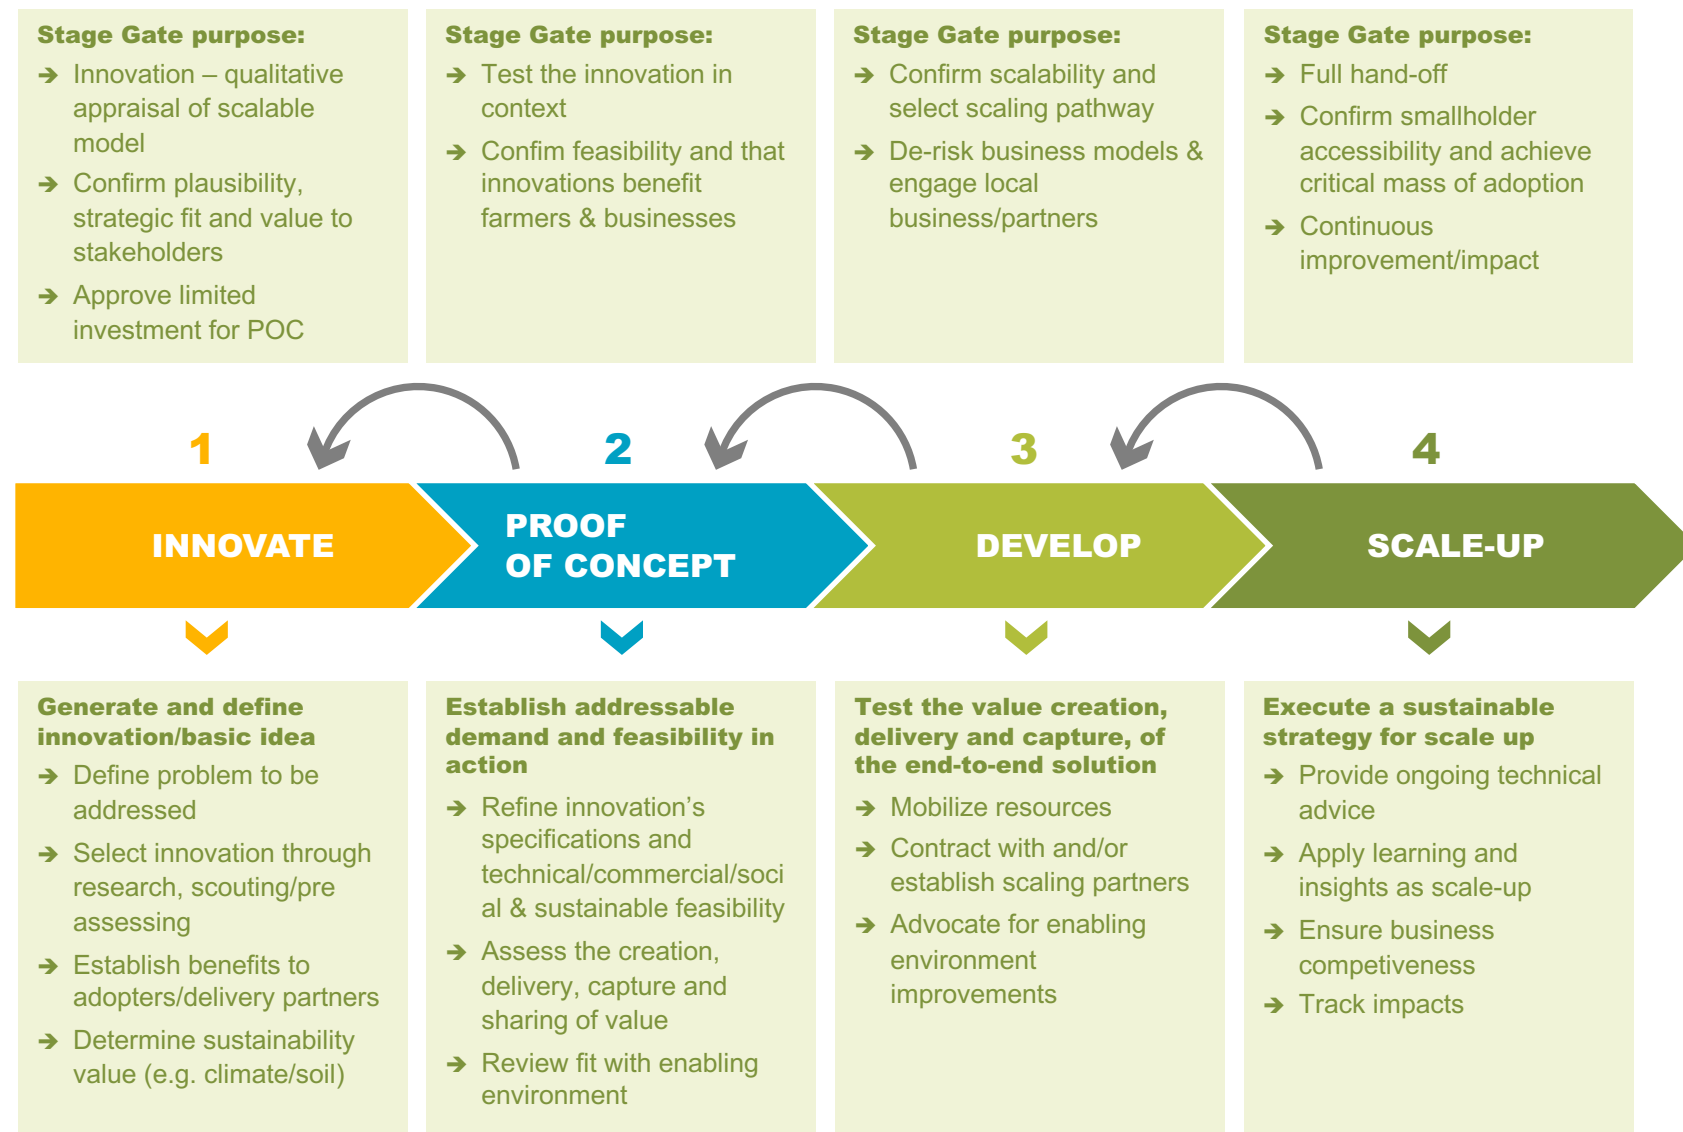 Stage Gate purpose:
➔ Innovation – qualitative
appraisal of scalable
model
➔ Confirm plausibility,
strategic fit and value to
stakeholders
➔ Approve limited
investment for POC
Stage Gate purpose:
➔ Test the innovation in
context
➔ Confim feasibility and that
innovations benefit
farmers & businesses
Stage Gate purpose:
➔ Confirm scalability and
select scaling pathway
➔ De-risk business models &
engage local
business/partners
Stage Gate purpose:
➔ Full hand-off
➔ Confirm smallholder
accessibility and achieve
critical mass of adoption
➔ Continuous
improvement/impact
1
2
3
4
INNOVATE
PROOF
OF CONCEPT
DEVELOP
SCALE-UP
Generate and define
innovation/basic idea
➔ Define problem to be
addressed
➔ Select innovation through
research, scouting/pre
assessing
➔ Establish benefits to
adopters/delivery partners
➔ Determine sustainability
value (e.g. climate/soil)
Establish addressable
demand and feasibility in
action
➔ Refine innovation’s
specifications and
technical/commercial/soci
al & sustainable feasibility
➔ Assess the creation,
delivery, capture and
sharing of value
➔ Review fit with enabling
environment
Test the value creation,
delivery and capture, of
the end-to-end solution
➔ Mobilize resources
➔ Contract with and/or
establish scaling partners
➔ Advocate for enabling
environment
improvements
Execute a sustainable
strategy for scale up
➔ Provide ongoing technical
advice
➔ Apply learning and
insights as scale-up
➔ Ensure business
competiveness
➔ Track impacts